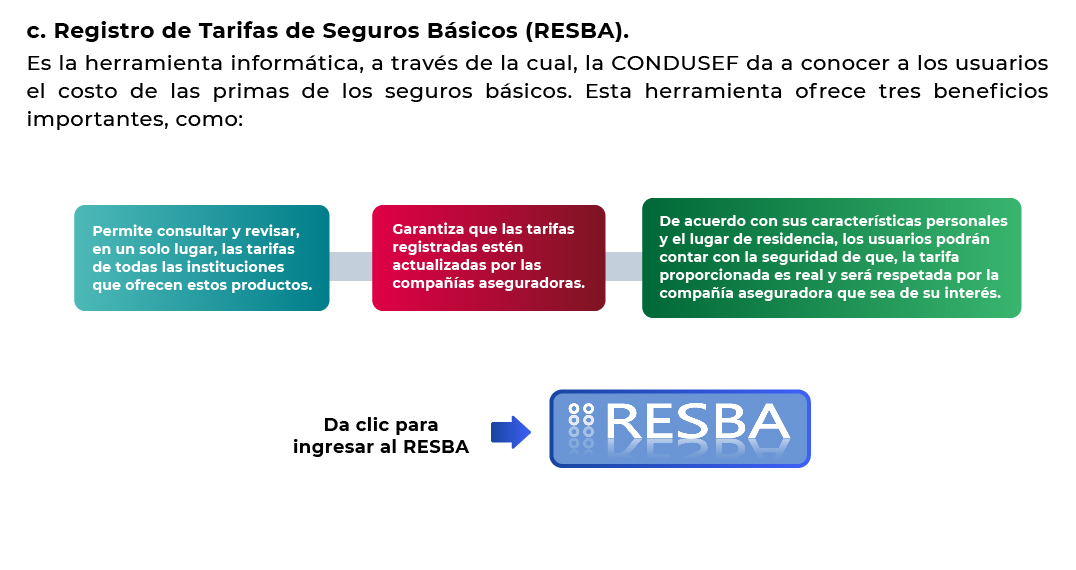 c. Registro de Tarifas de Seguros Básicos (RESBA).
Es la herramienta informática, a través de la cual, la CONDUSEF da a conocer a los usuarios
el costo de las primas de los seguros básicos. Esta herramienta ofrece tres beneficios
importantes, como:
Permite consultar y revisar,
en un solo lugar, las tarifas
de todas las instituciones
que ofrecen estos productos.
Garantiza que las tarifas
registradas estén
actualizadas por las
compañías aseguradoras.
De acuerdo con sus características personales
y el lugar de residencia, los usuarios podrán
contar con la seguridad de que, la tarifa
proporcionada es real y será respetada por la
compañía aseguradora que sea de su interés.
Da clic para
ingresar al RESBA
RESBA